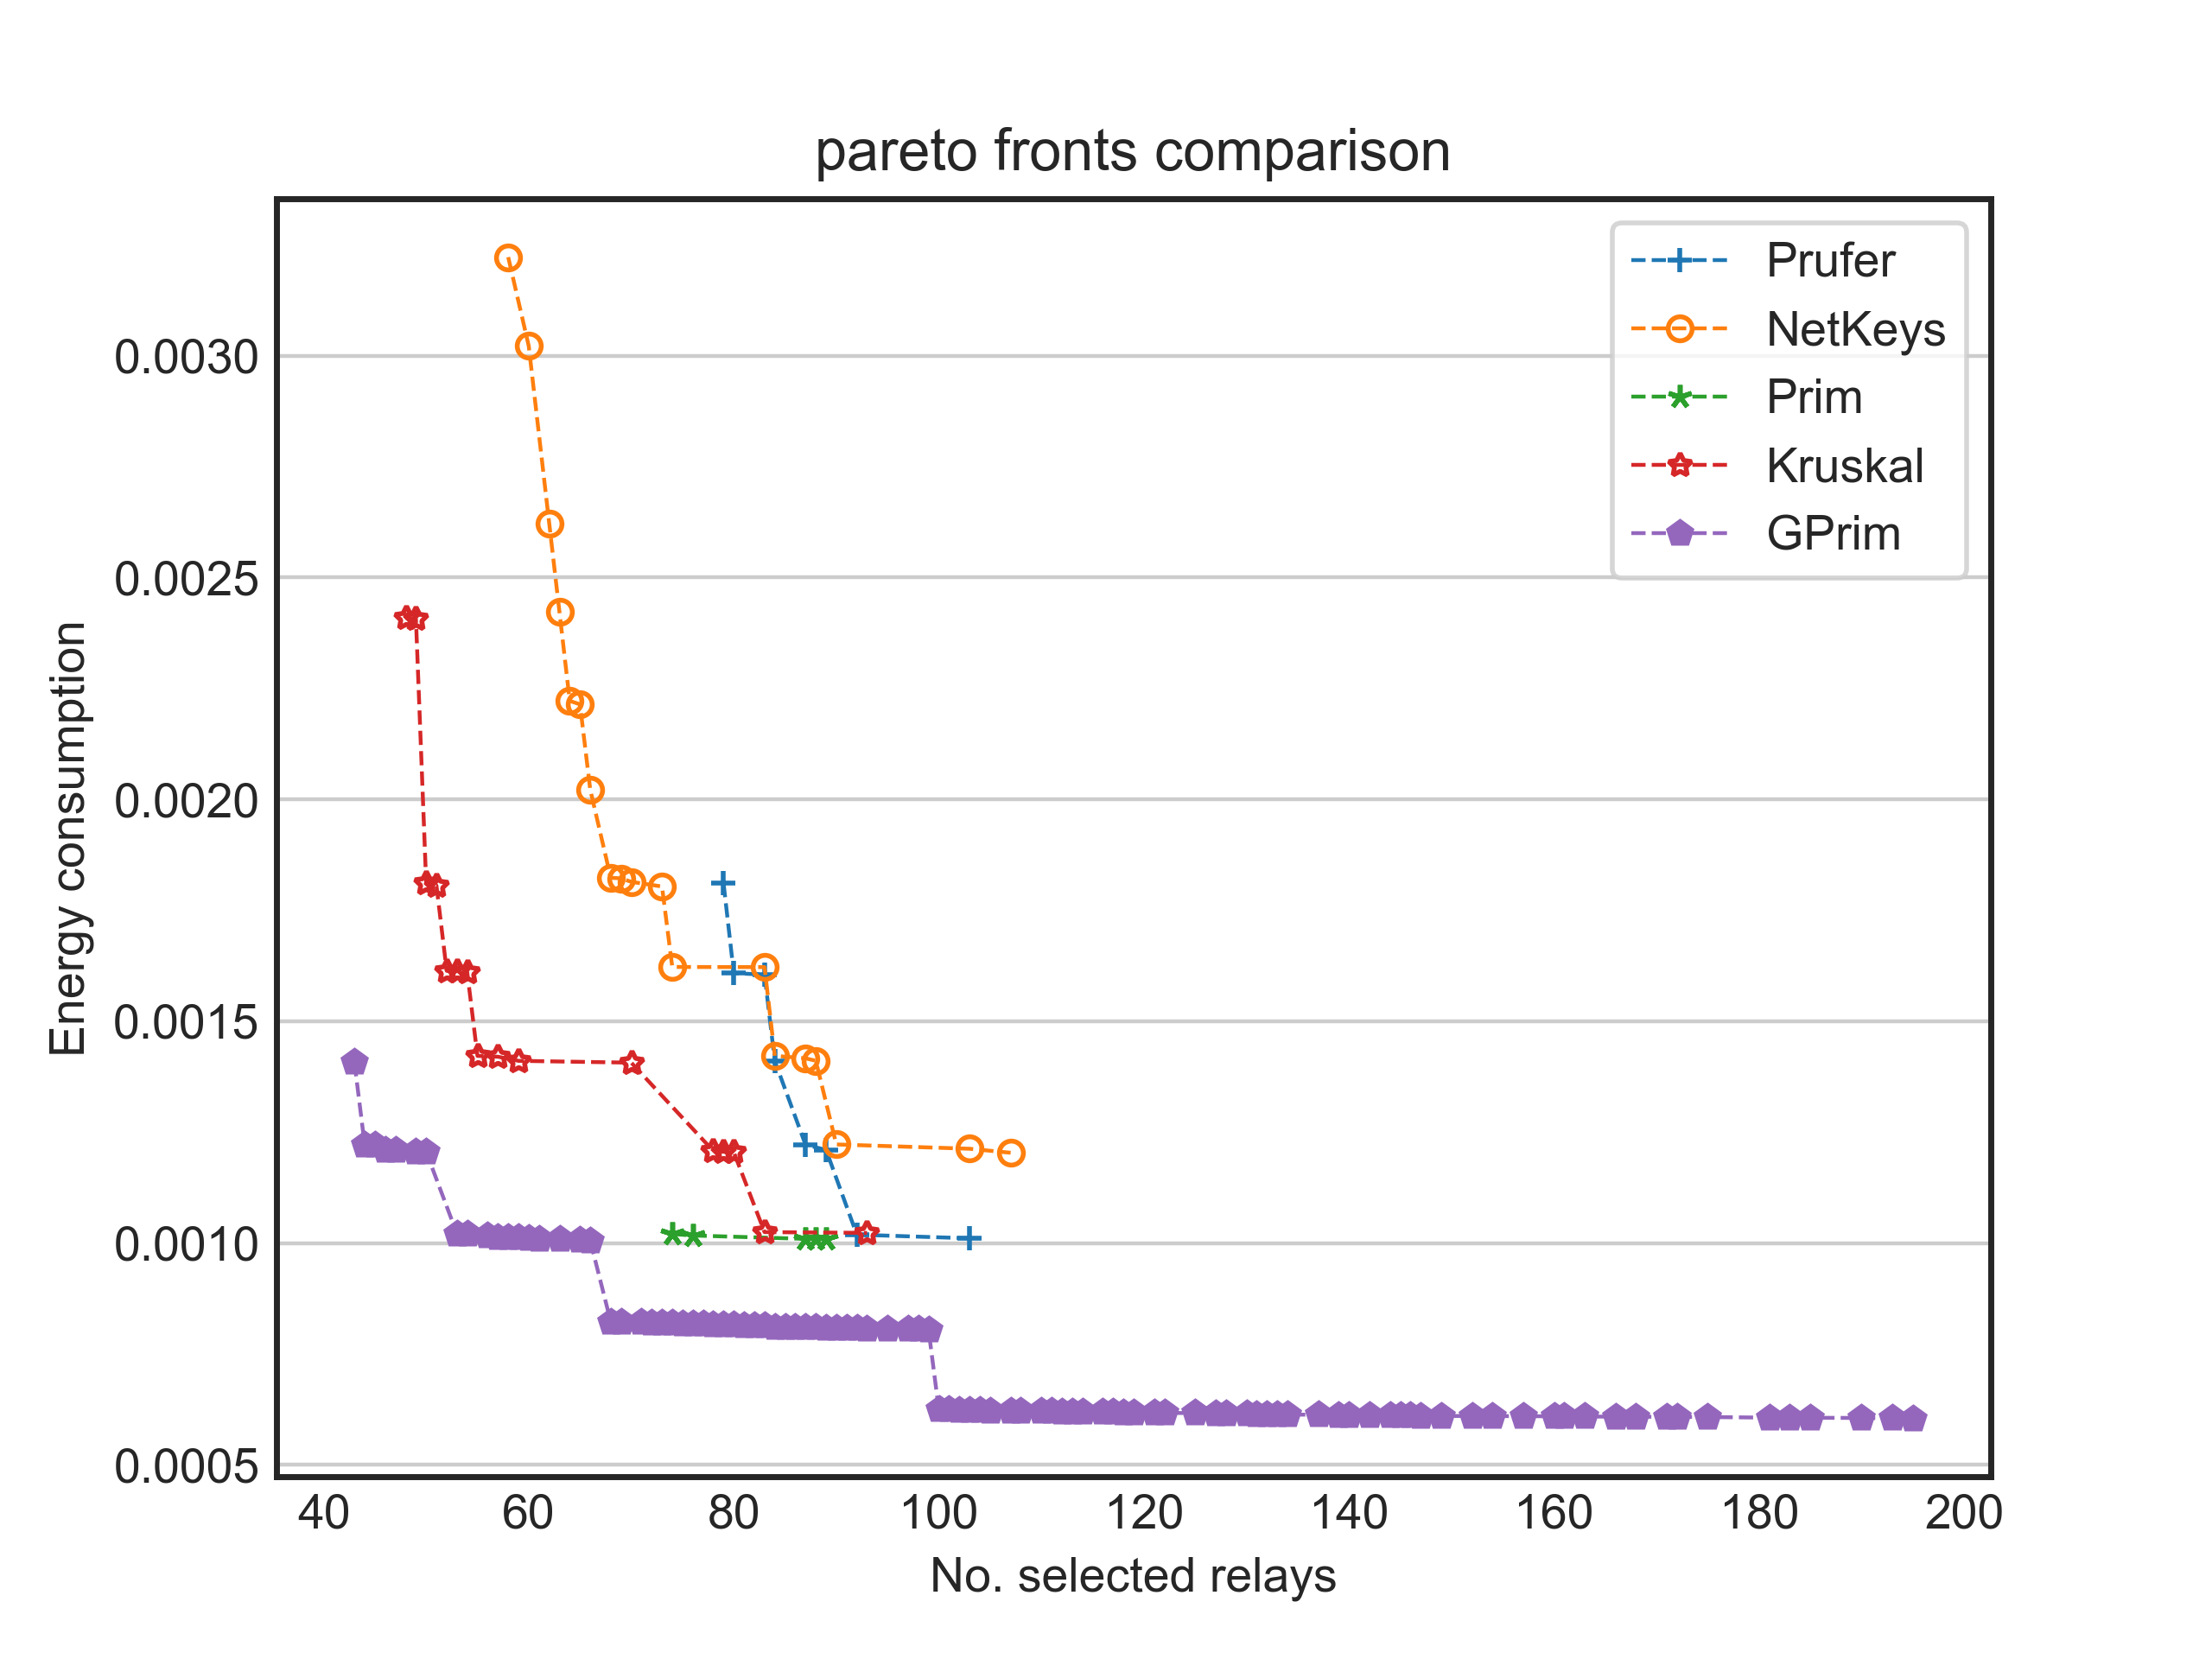 pareto fronts comparison
Prufer
NetKeys
Prim
Kruskal
GPrim
Energy consumption
0.0030
0.0025
0.0020
0.0015
0.0010
0.0005
40 60 80 100 120 140 160 180 200
No. selected relays